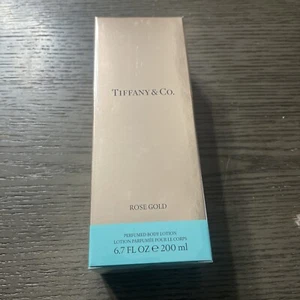 TIFFANY & CO.
ROSE GOLD
PERFUMED BODY LOTION
LOTION PARFUMÉE POUR LE CORPS
6.7 FL OZ ℮ 200 ml